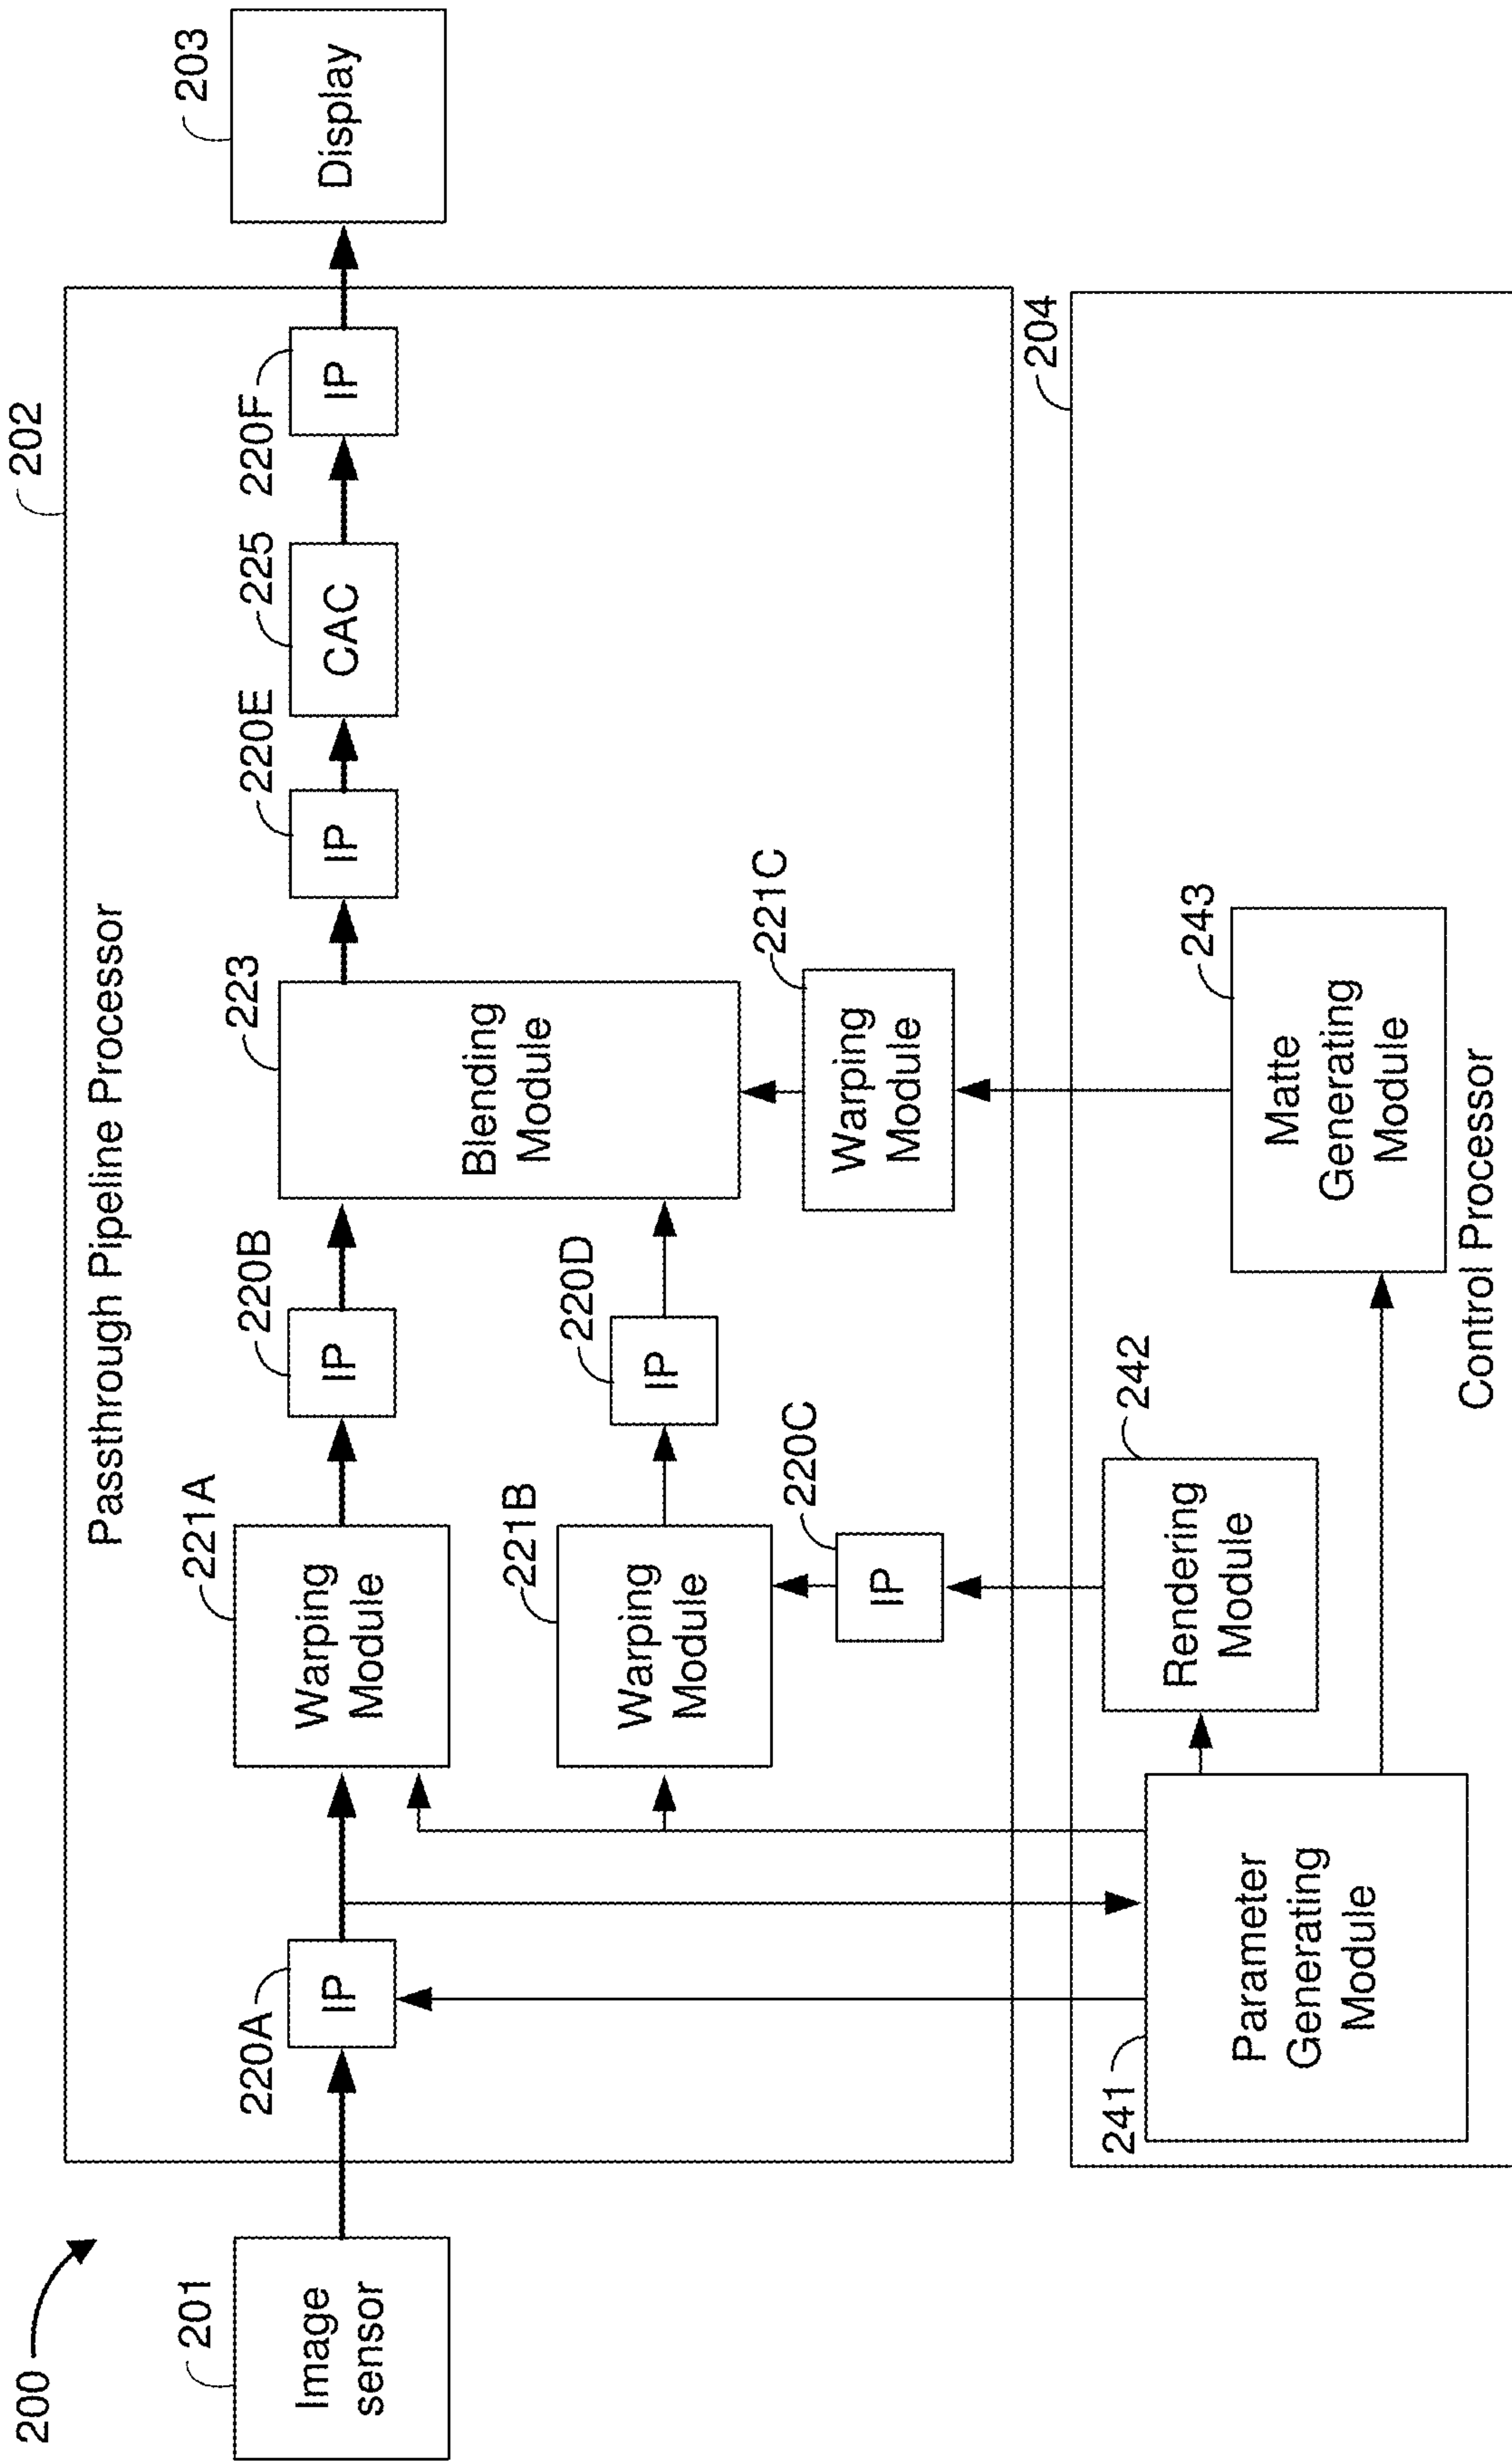 200
202
Passthrough Pipeline Processor
201
Image
sensor
220A
IP
221A
Warping
Module
220B
IP
223
Blending
Module
220E
IP
225
CAC
220F
IP
203
Display
221B
Warping
Module
220D
IP
220C
IP
221C
Warping
Module
204
241
Parameter
Generating
Module
242
Rendering
Module
243
Matte
Generating
Module
Control Processor